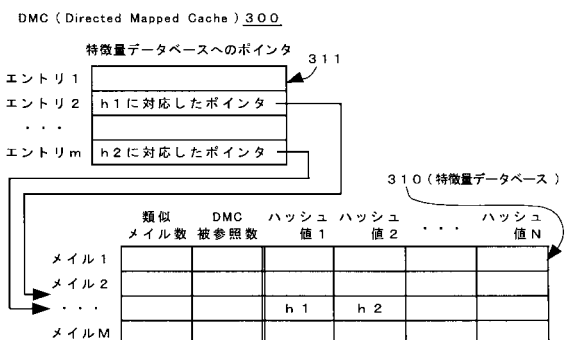 DMC ( Directed Mapped Cache ) 300
特徴量データベースへのポインタ
311
エントリ1
エントリ2 h1に対応したポインタ
・・・
エントリm h2に対応したポインタ
310(特徴量データベース)
類似 DMC ハッシュ ハッシュ ハッシュ
メイル数 被参照数 値1 値2 ・・・ 値N
メイル1
メイル2
・・・ h1 h2
メイルM